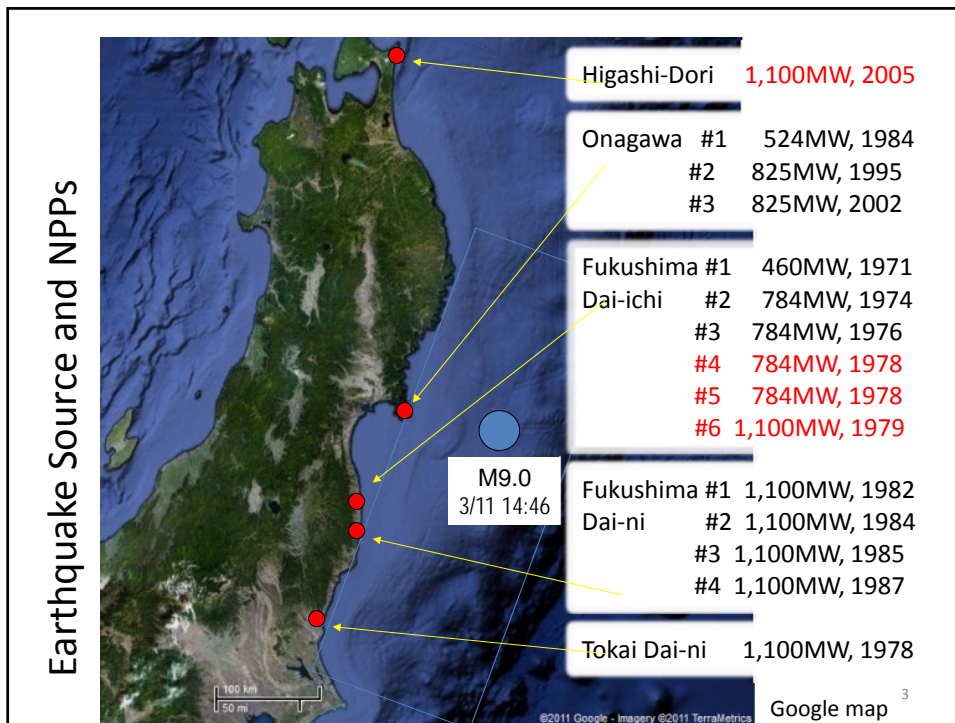 Earthquake Source and NPPs
Higashi-Dori 1,100MW, 2005
Onagawa #1 524MW, 1984
#2 825MW, 1995
#3 825MW, 2002
Fukushima #1 460MW, 1971
Dai-ichi #2 784MW, 1974
#3 784MW, 1976
#4 784MW, 1978
#5 784MW, 1978
#6 1,100MW, 1979
M9.0
3/11 14:46
Fukushima #1 1,100MW, 1982
Dai-ni #2 1,100MW, 1984
#3 1,100MW, 1985
#4 1,100MW, 1987
Tokai Dai-ni 1,100MW, 1978
100 km
50 mi
©2011 Google - Imagery ©2011 TerraMetrics
Google map
3